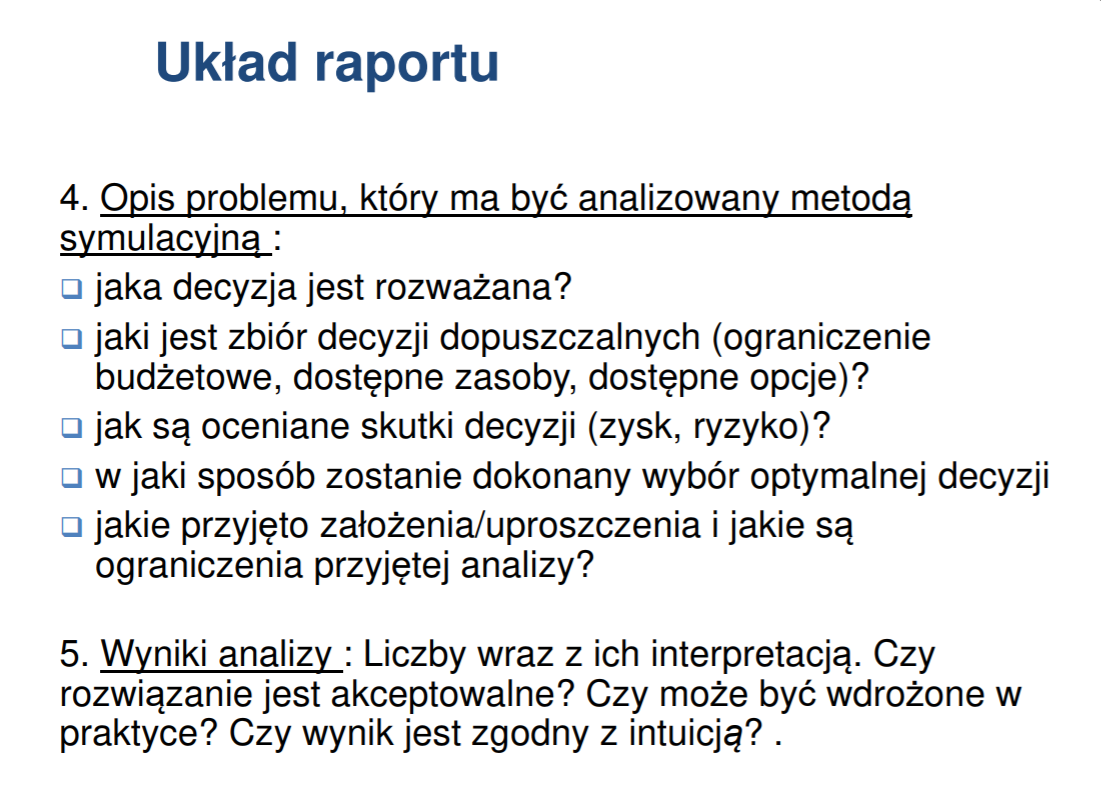 Układ raportu
4. Opis problemu, który ma być analizowany metodą
symulacyjną :
❑ jaka decyzja jest rozważana?
❑ jaki jest zbiór decyzji dopuszczalnych (ograniczenie
budżetowe, dostępne zasoby, dostępne opcje)?
❑ jak są oceniane skutki decyzji (zysk, ryzyko)?
❑ w jaki sposób zostanie dokonany wybór optymalnej decyzji
❑ jakie przyjęto założenia/uproszczenia i jakie są
ograniczenia przyjętej analizy?
5. Wyniki analizy : Liczby wraz z ich interpretacją. Czy
rozwiązanie jest akceptowalne? Czy może być wdrożone w
praktyce? Czy wynik jest zgodny z intuicją? .